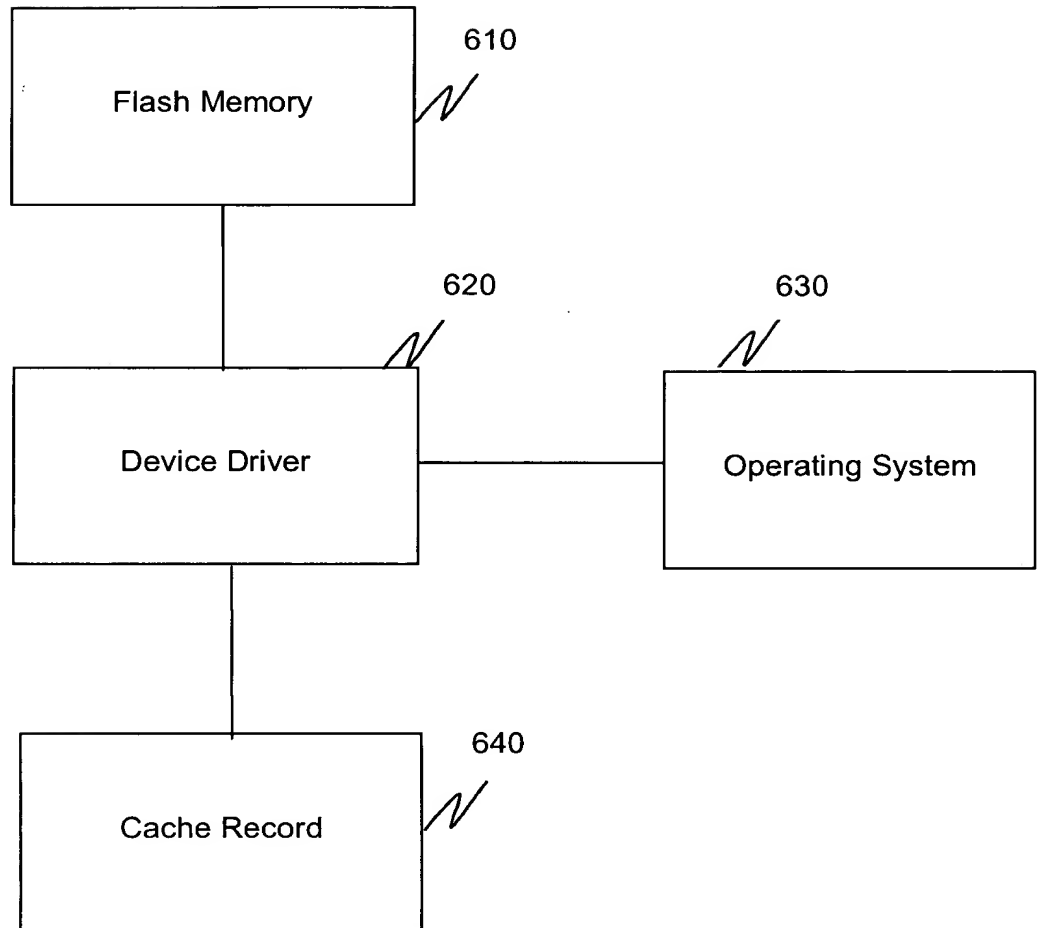 610
Flash Memory
620
630
Device Driver
Operating System
640
Cache Record